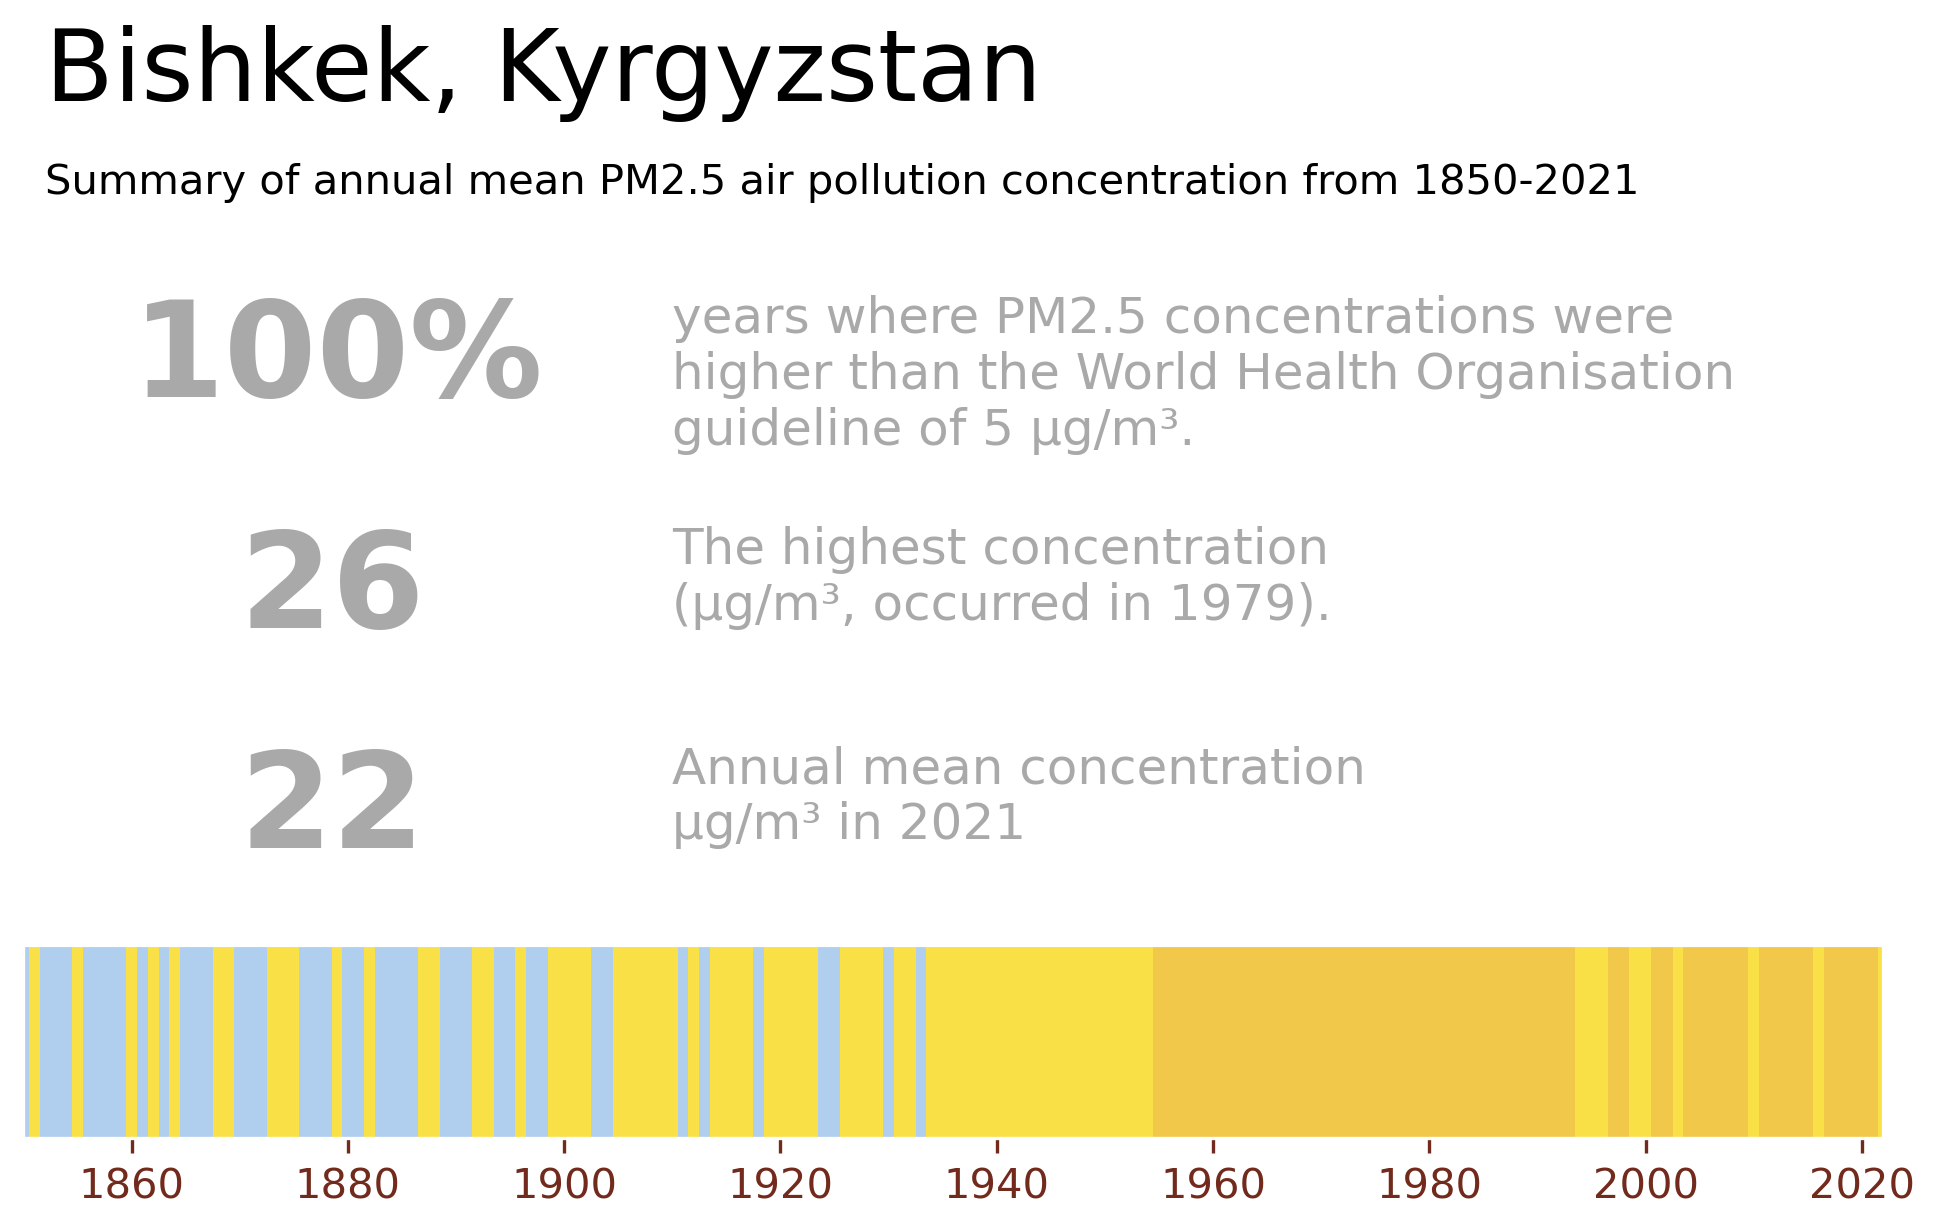 Bishkek, Kyrgyzstan
Summary of annual mean PM2.5 air pollution concentration from 1850-2021
100%
years where PM2.5 concentrations were
higher than the World Health Organisation
guideline of 5 µg/m³.
26
The highest concentration
(µg/m³, occurred in 1979).
22
Annual mean concentration
µg/m³ in 2021
1860 1880 1900 1920 1940 1960 1980 2000 2020